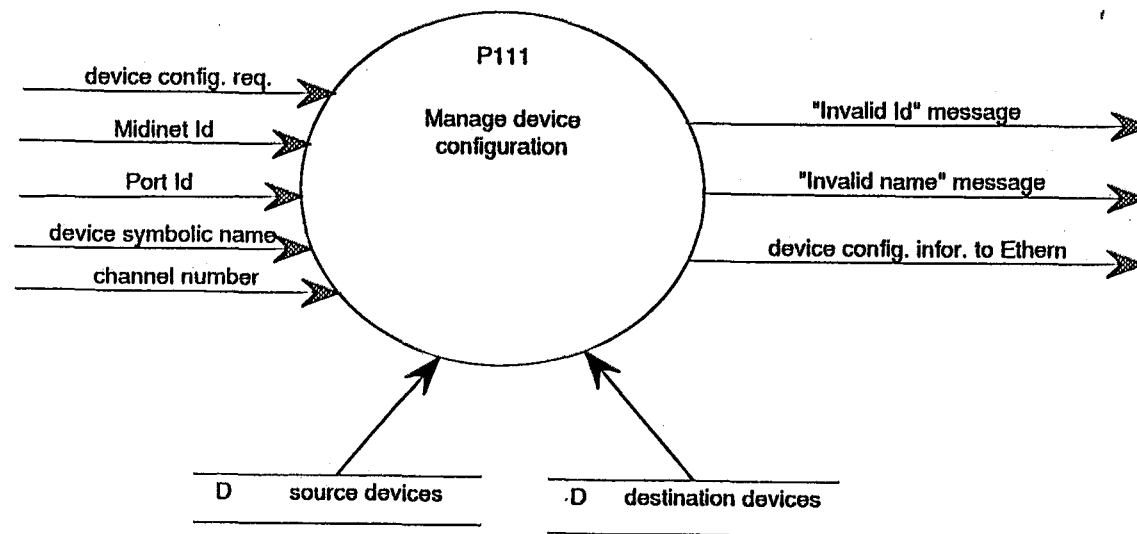 P111
Manage device
configuration
device config. req.
Midinet Id
Port Id
device symbolic name
channel number
"Invalid Id" message
"Invalid name" message
device config. infor. to Ethern
D source devices
D destination devices